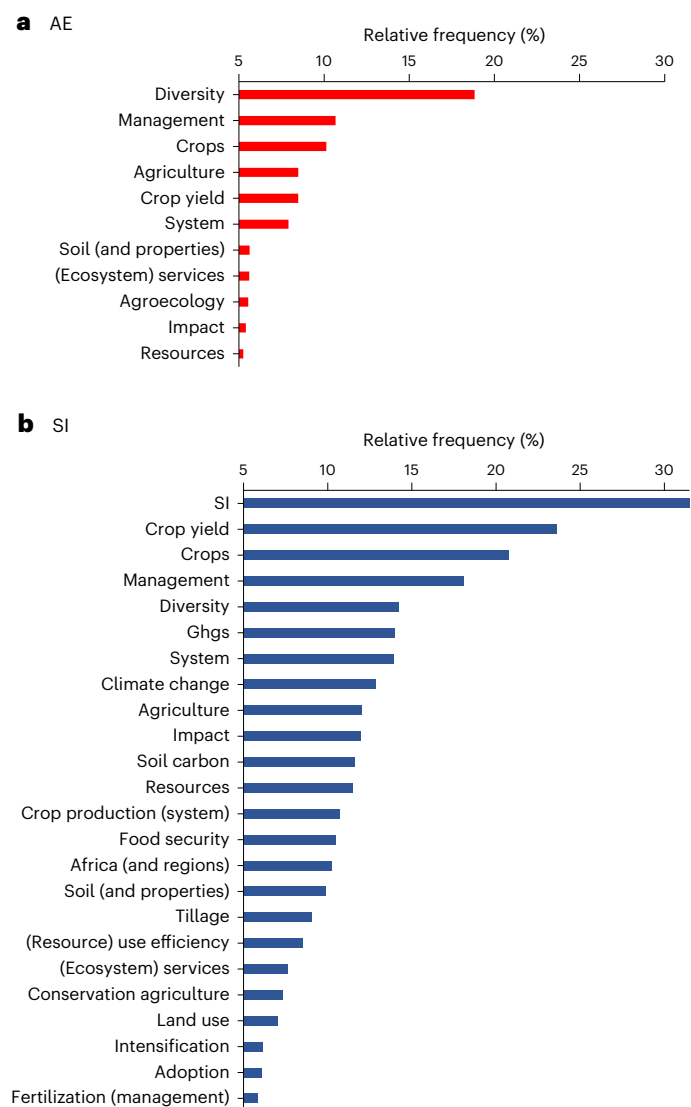 a AE
Relative frequency (%)
5 10 15 20 25 30
Diversity
Management
Crops
Agriculture
Crop yield
System
Soil (and properties)
(Ecosystem) services
Agroecology
Impact
Resources
b SI
Relative frequency (%)
5 10 15 20 25 30
SI
Crop yield
Crops
Management
Diversity
Ghgs
System
Climate change
Agriculture
Impact
Soil carbon
Resources
Crop production (system)
Food security
Africa (and regions)
Soil (and properties)
Tillage
(Resource) use efficiency
(Ecosystem) services
Conservation agriculture
Land use
Intensification
Adoption
Fertilization (management)